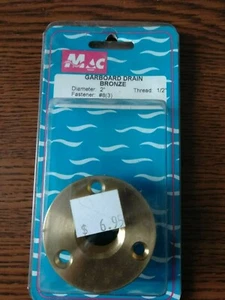 MAC
GARBOARD DRAIN
BRONZE
Diameter: 2" Thread: 1/2"
Fastener: #8(3)
$ 6.95